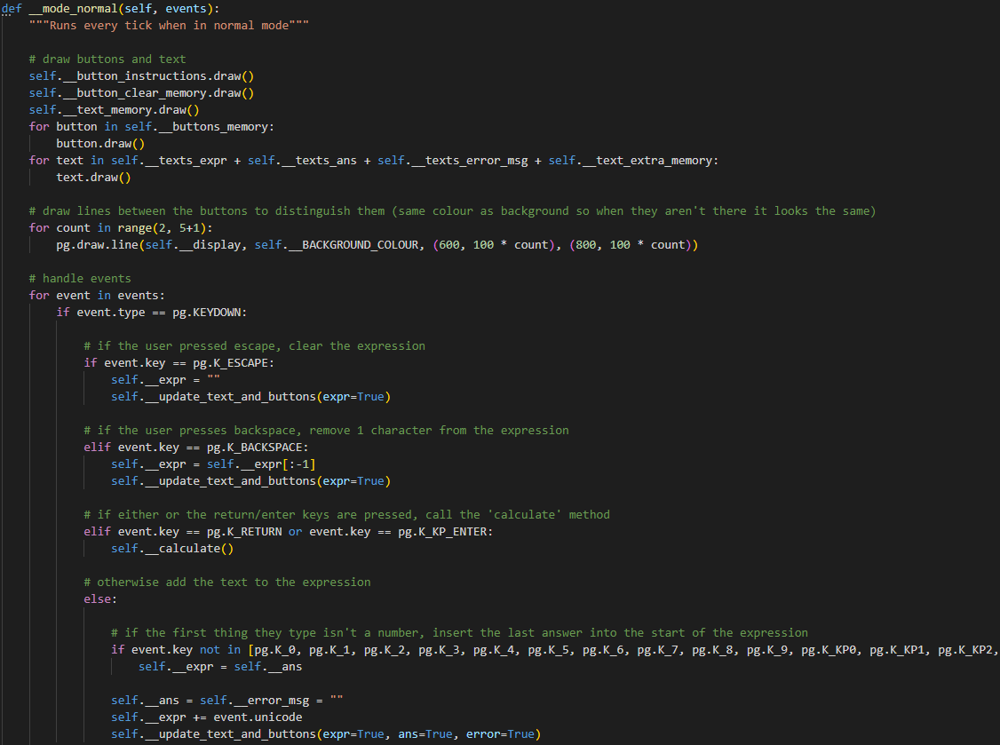 def __mode_normal(self, events):
    """Runs every tick when in normal mode"""

    # draw buttons and text
    self.__button_instructions.draw()
    self.__button_clear_memory.draw()
    self.__text_memory.draw()
    for button in self.__buttons_memory:
        button.draw()
    for text in self.__texts_expr + self.__texts_ans + self.__texts_error_msg + self.__text_extra_memory:
        text.draw()

    # draw lines between the buttons to distinguish them (same colour as background so when they aren't there it looks the same)
    for count in range(2, 5+1):
        pg.draw.line(self.__display, self.__BACKGROUND_COLOUR, (600, 100 * count), (800, 100 * count))

    # handle events
    for event in events:
        if event.type == pg.KEYDOWN:

            # if the user pressed escape, clear the expression
            if event.key == pg.K_ESCAPE:
                self.__expr = ""
                self.__update_text_and_buttons(expr=True)

            # if the user presses backspace, remove 1 character from the expression
            elif event.key == pg.K_BACKSPACE:
                self.__expr = self.__expr[:-1]
                self.__update_text_and_buttons(expr=True)

            # if either or the return/enter keys are pressed, call the 'calculate' method
            elif event.key == pg.K_RETURN or event.key == pg.K_KP_ENTER:
                self.__calculate()

            # otherwise add the text to the expression
            else:

                # if the first thing they type isn't a number, insert the last answer into the start of the expression
                if event.key not in [pg.K_0, pg.K_1, pg.K_2, pg.K_3, pg.K_4, pg.K_5, pg.K_6, pg.K_7, pg.K_8, pg.K_9, pg.K_KP0, pg.K_KP1, pg.K_KP2,
                    self.__expr = self.__ans

                self.__ans = self.__error_msg = ""
                self.__expr += event.unicode
                self.__update_text_and_buttons(expr=True, ans=True, error=True)